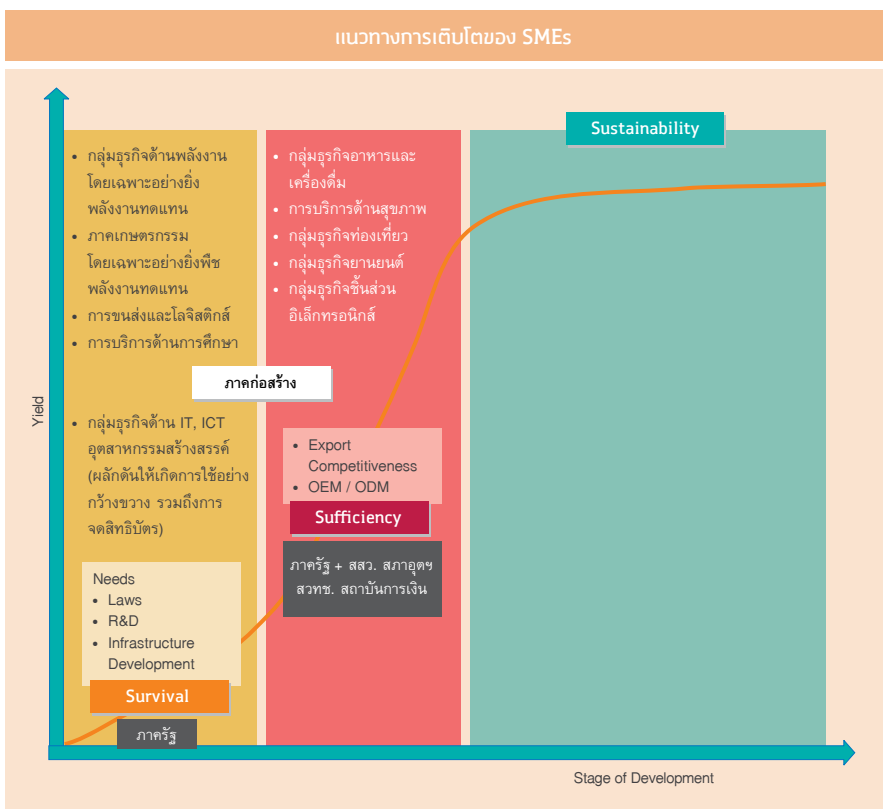 แนวทางการเติบโตของ SMEs
Sustainability
• กลุ่มธุรกิจด้านพลังงาน
โดยเฉพาะอย่างยิ่ง
พลังงานทดแทน
• ภาคเกษตรกรรม
โดยเฉพาะอย่างยิ่งพืช
พลังงานทดแทน
• การขนส่งและโลจิสติกส์
• การบริการด้านการศึกษา
• กลุ่มธุรกิจอาหารและ
เครื่องดื่ม
• การบริการด้านสุขภาพ
• กลุ่มธุรกิจท่องเที่ยว
• กลุ่มธุรกิจยานยนต์
• กลุ่มธุรกิจชิ้นส่วน
อิเล็กทรอนิกส์
ภาคก่อสร้าง
Yield
• กลุ่มธุรกิจด้าน IT, ICT
อุตสาหกรรมสร้างสรรค์
(ผลักดันให้เกิดการใช้อย่าง
กว้างขวาง รวมถึงการ
จดสิทธิบัตร)
• Export
Competitiveness
• OEM / ODM
Sufficiency
ภาครัฐ + สสว. สภาอุตฯ
สวทช. สถาบันการเงิน
Needs
• Laws
• R&D
• Infrastructure
Development
Survival
ภาครัฐ
Stage of Development